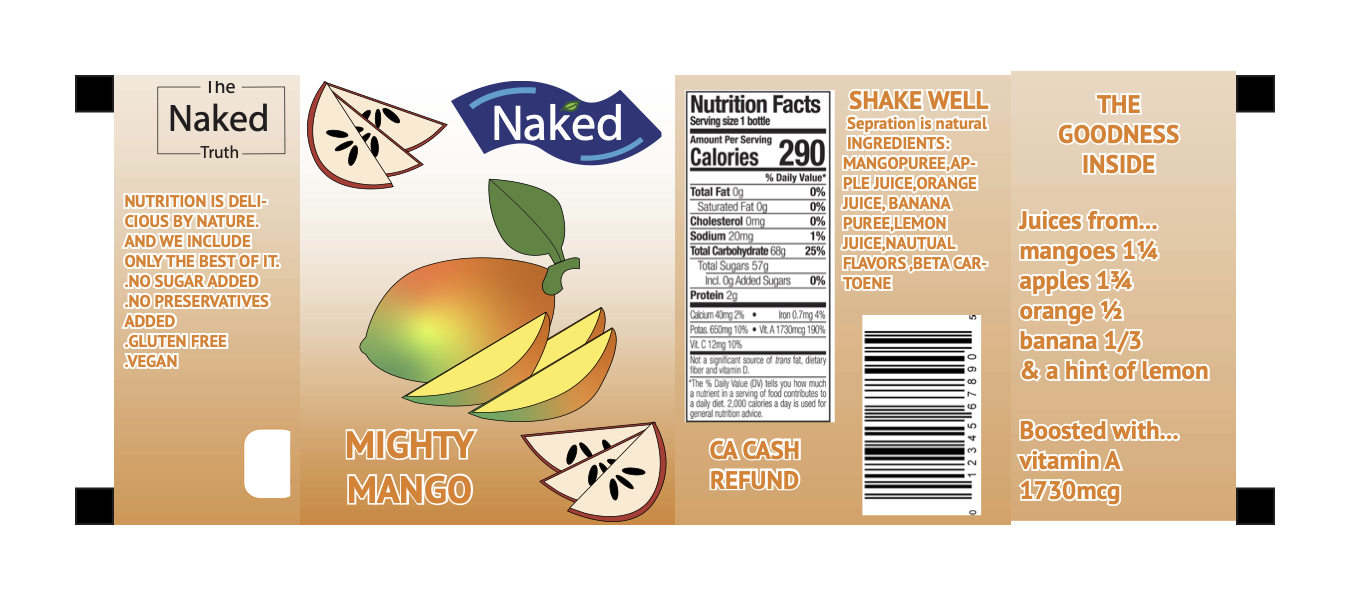 The
Naked
Truth
NUTRITION IS DELI-
CIOUS BY NATURE.
AND WE INCLUDE
ONLY THE BEST OF IT.
.NO SUGAR ADDED
.NO PRESERVATIVES
ADDED
.GLUTEN FREE
.VEGAN
Naked
MIGHTY
MANGO
Nutrition Facts
Serving size 1 bottle
Amount Per Serving
Calories 290
% Daily Value*
Total Fat 0g 0%
Saturated Fat 0g 0%
Cholesterol 0mg 0%
Sodium 20mg 1%
Total Carbohydrate 68g 25%
Total Sugars 57g
Incl. 0g Added Sugars 0%
Protein 2g
Calcium 40mg 2% • Iron 0.7mg 4%
Potas. 650mg 10% • Vit. A 1730mcg 190%
Vit. C 12mg 10%
Not a significant source of trans fat, dietary
fiber and vitamin D.
*The % Daily Value (DV) tells you how much
a nutrient in a serving of food contributes to
a daily diet. 2,000 calories a day is used for
general nutrition advice.
CA CASH
REFUND
SHAKE WELL
Sepration is natural
INGREDIENTS:
MANGOPUREE,AP-
PLE JUICE,ORANGE
JUICE, BANANA
PUREE,LEMON
JUICE,NAUTUAL
FLAVORS ,BETA CAR-
TOENE
0 12345 67890 5
THE
GOODNESS
INSIDE
Juices from...
mangoes 1¼
apples 1¾
orange ½
banana 1/3
& a hint of lemon
Boosted with...
vitamin A
1730mcg